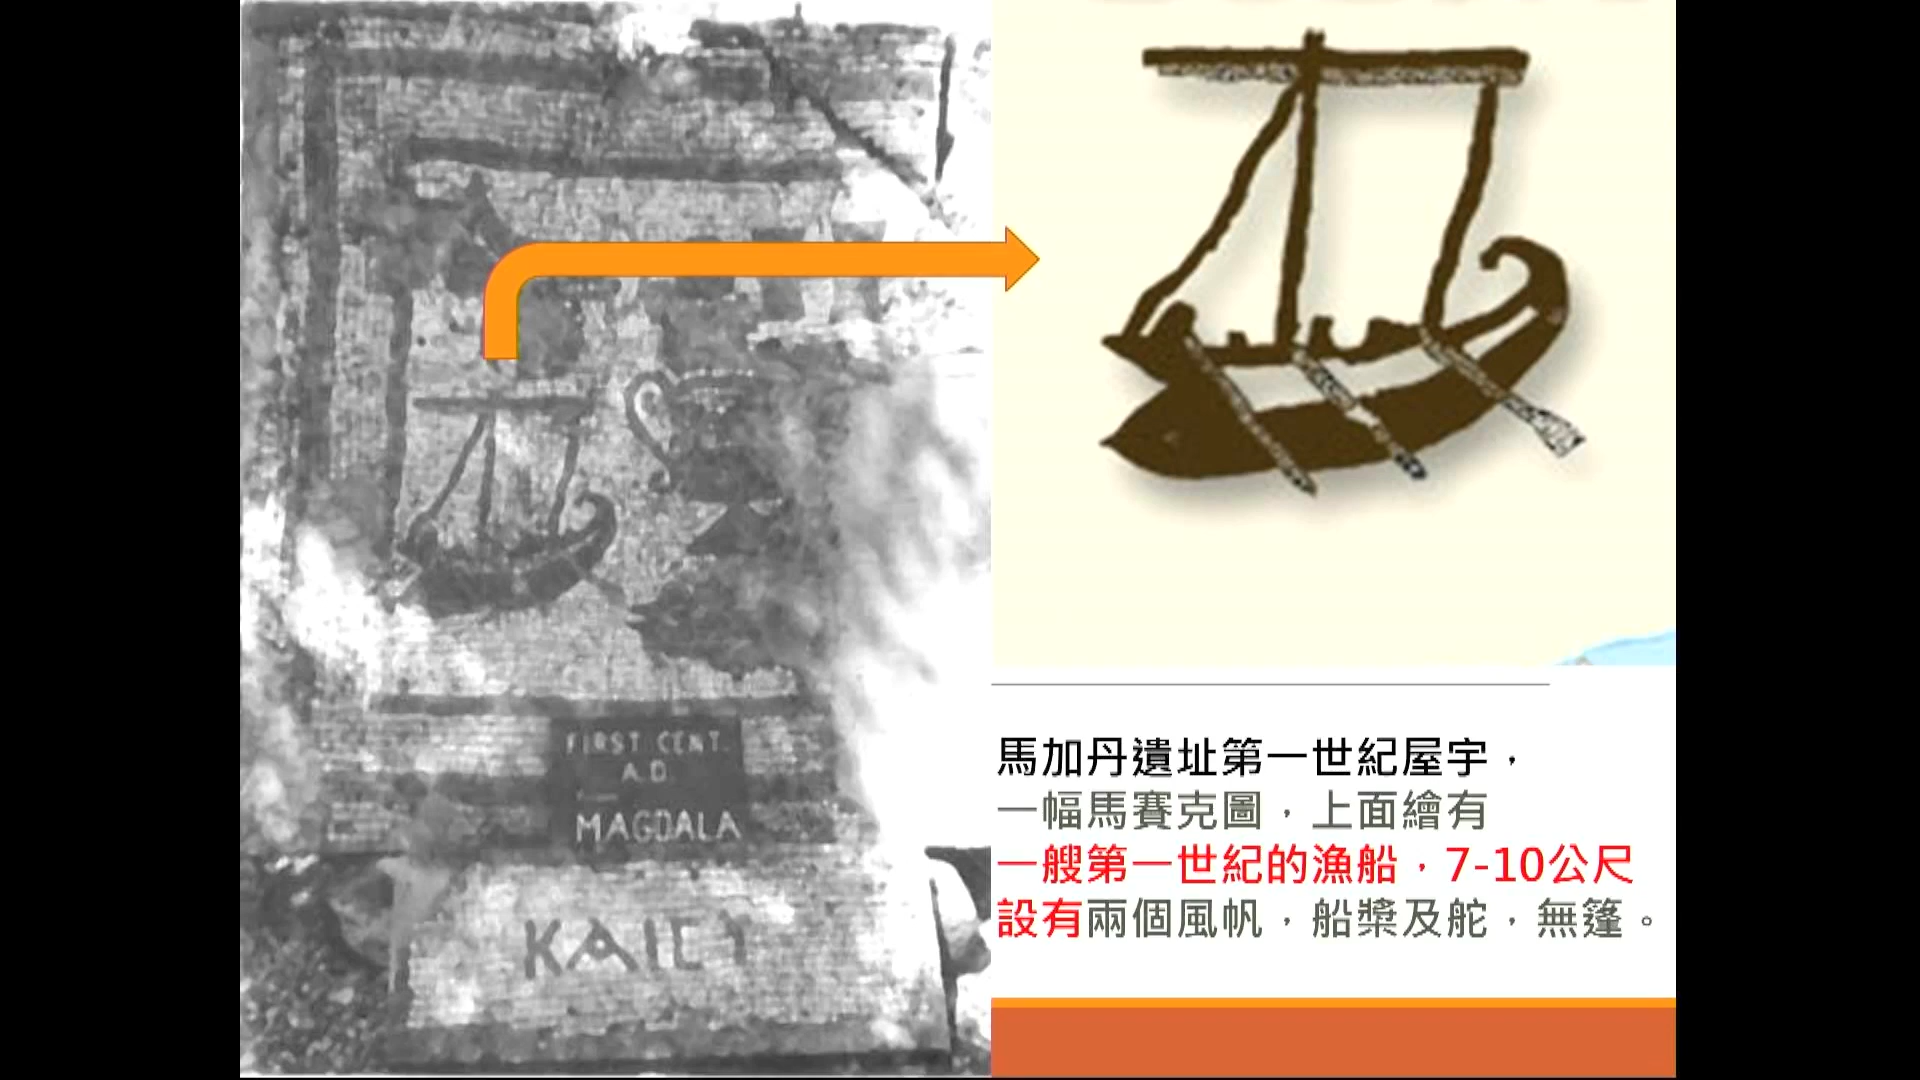 FIRST CENT.
A.D
MAGDALA
馬加丹遺址第一世紀屋宇，
一幅馬賽克圖，上面繪有
一艘第一世紀的漁船，7-10公尺
設有兩個風帆，船槳及舵，無篷。